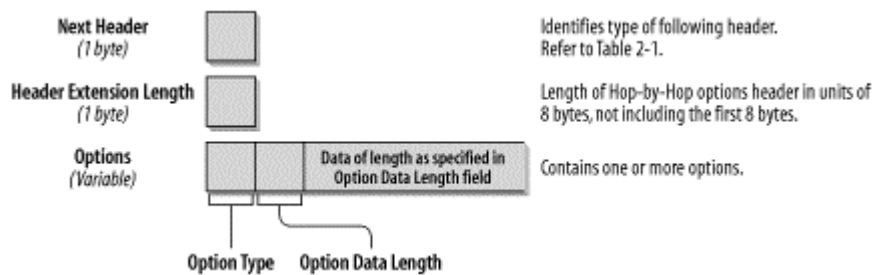 Next Header
(1 byte)
Identifies type of following header.
Refer to Table 2-1.
Header Extension Length
(1 byte)
Length of Hop-by-Hop options header in units of
8 bytes, not including the first 8 bytes.
Options
(Variable)
Data of length as specified in
Option Data Length field
Contains one or more options.
Option Type
Option Data Length